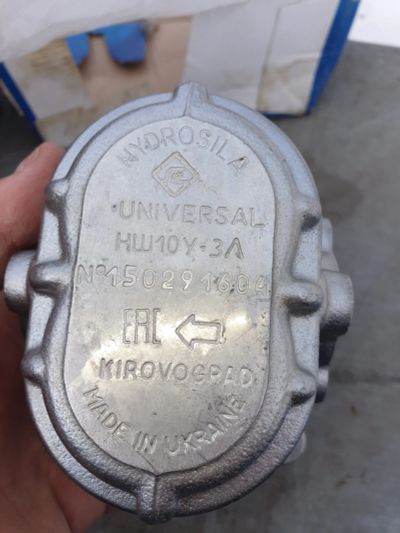 HYDROSILA
UNIVERSAL
НШ10У-3Л
№150291604
EAC
KIROVOGRAD
MADE IN UKRAINE